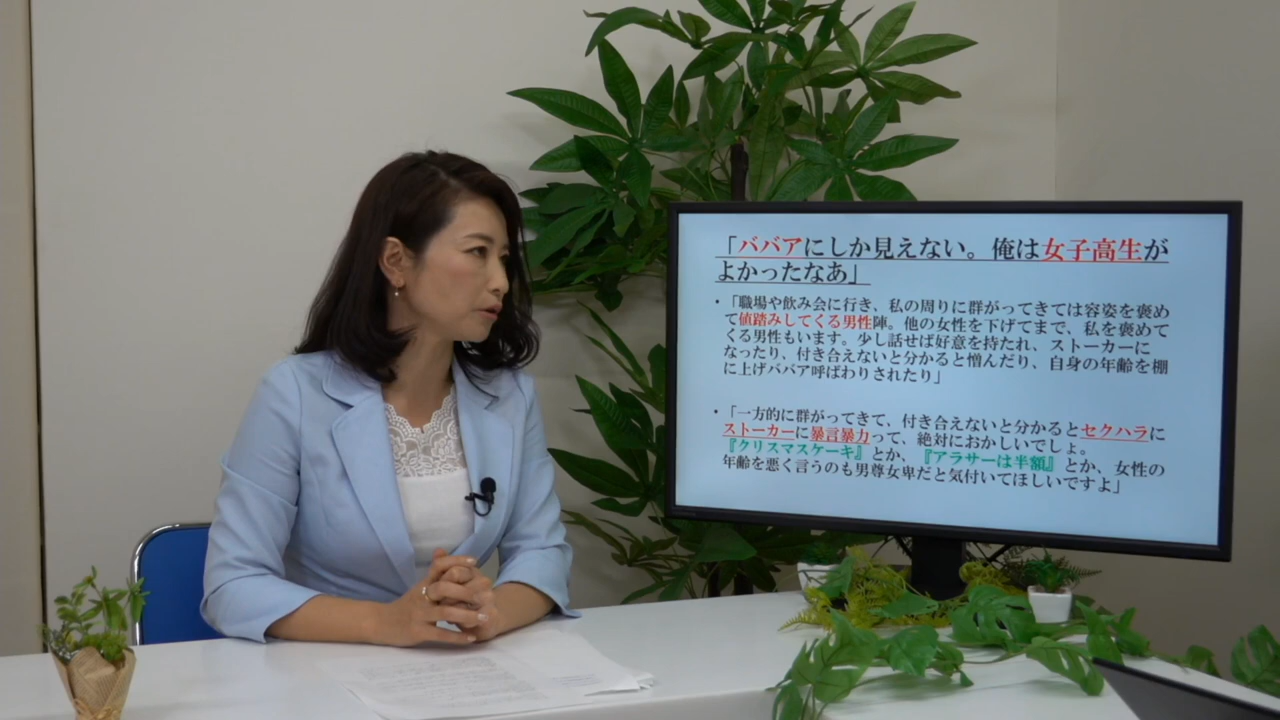 「ババアにしか見えない。俺は女子高生が
よかったなあ」
・「職場や飲み会に行き、私の周りに群がってきては容姿を褒め
て値踏みしてくる男性陣。他の女性を下げてまで、私を褒めて
くる男性もいます。少し話せば好意を持たれ、ストーカーに
なったり、付き合えないと分かると憎んだり、自身の年齢を棚
に上げババア呼ばわりされたり」
・「一方的に群がってきて、付き合えないと分かるとセクハラに
ストーカーに暴言暴力って、絶対におかしいでしょ。
『クリスマスケーキ』とか、『アラサーは半額』とか、女性の
年齢を悪く言うのも男尊女卑だと気付いてほしいですよ」